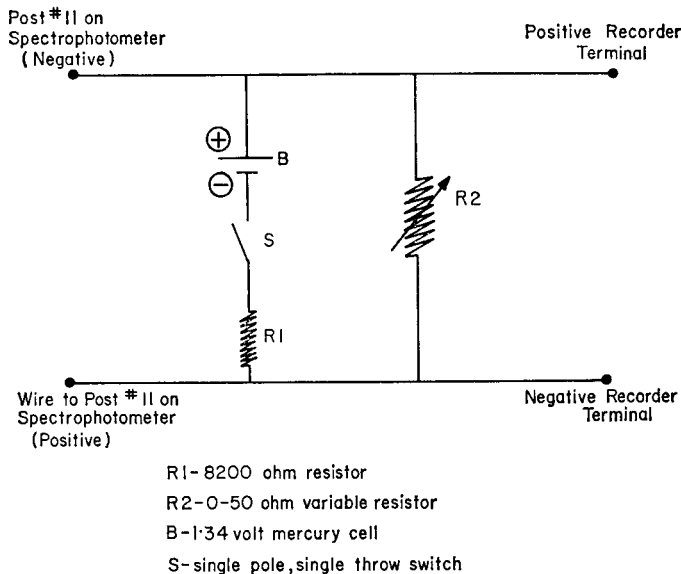 Post #11 on
Spectrophotometer
(Negative)
Positive Recorder
Terminal
+
B
−
R2
S
R1
Wire to Post #11 on
Spectrophotometer
(Positive)
Negative Recorder
Terminal
R1-8200 ohm resistor
R2-0-50 ohm variable resistor
B-1·34 volt mercury cell
S-single pole, single throw switch